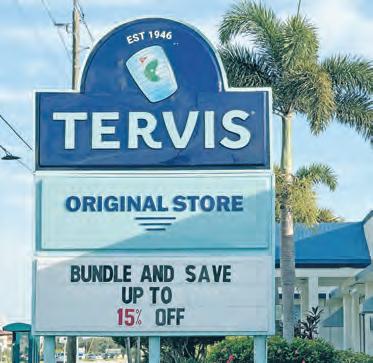 EST 1946
TERVIS
ORIGINAL STORE
BUNDLE AND SAVE
UP TO
15% OFF